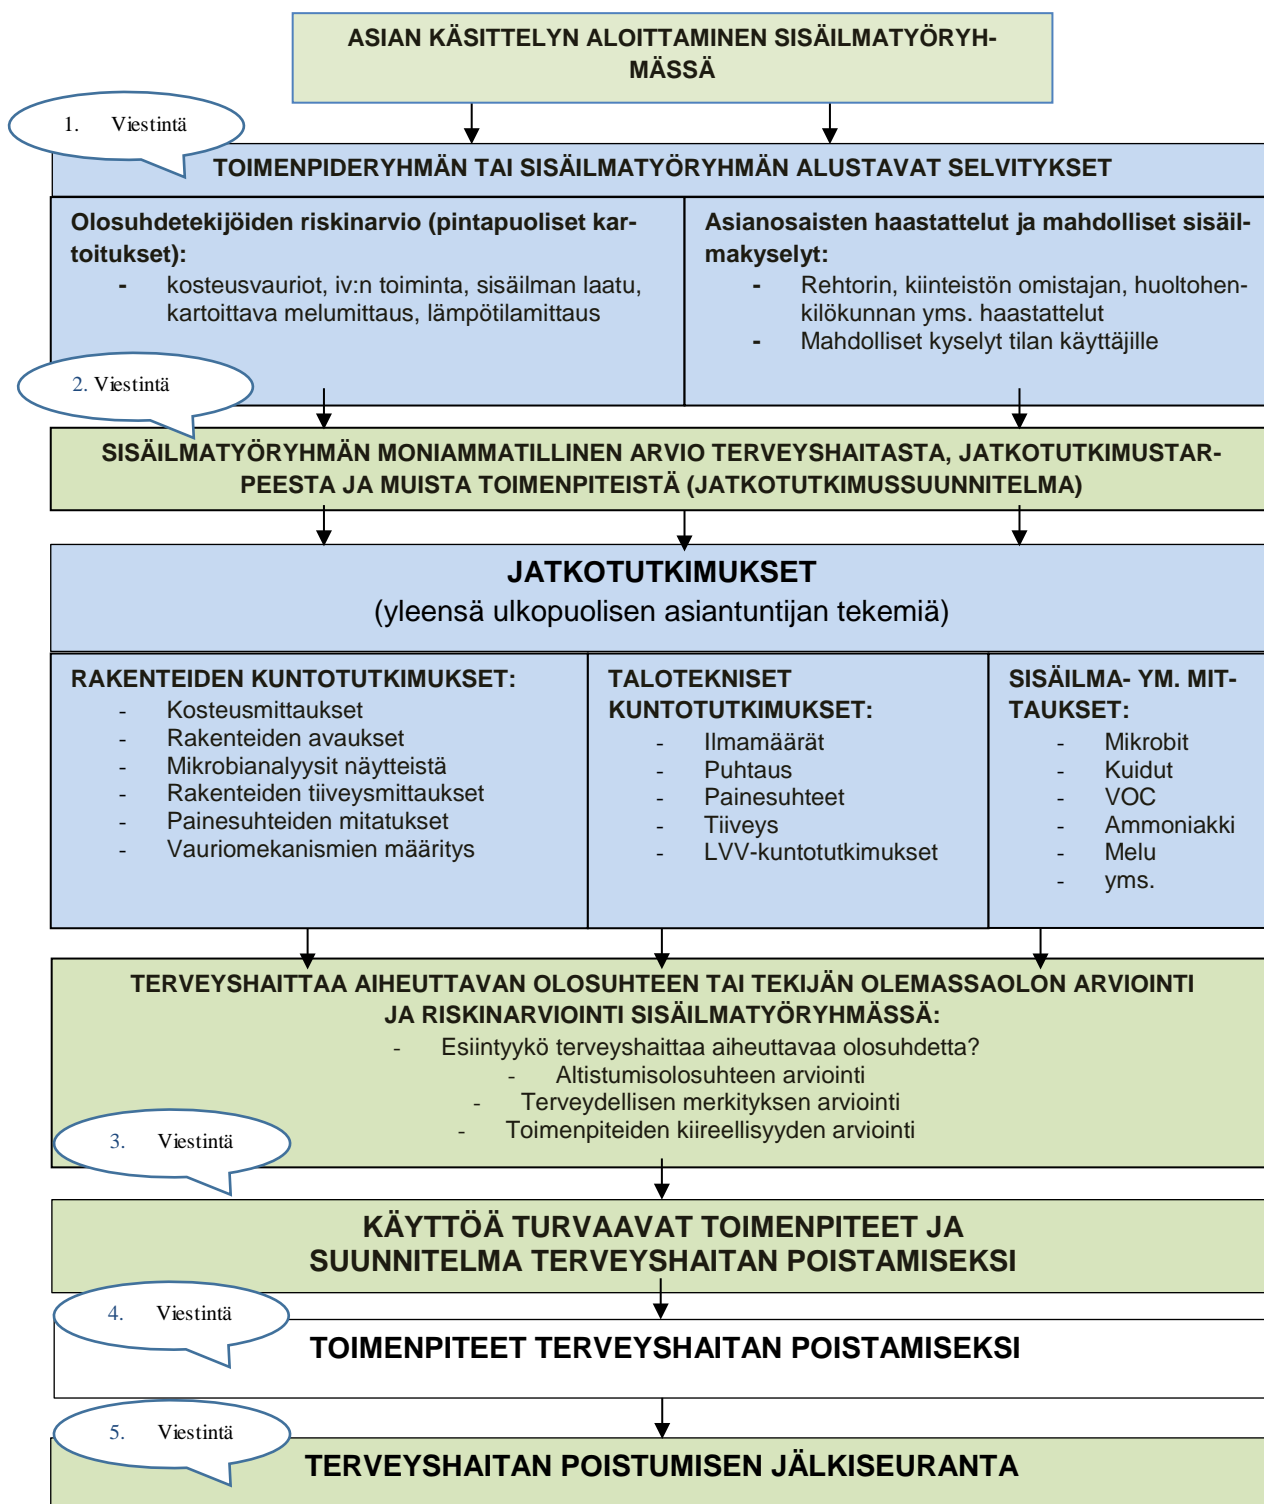 ASIAN KÄSITTELYN ALOITTAMINEN SISÄILMATYÖRYH-
MÄSSÄ
1. Viestintä
TOIMENPIDERYHMÄN TAI SISÄILMATYÖRYHMÄN ALUSTAVAT SELVITYKSET
Olosuhdetekijöiden riskinarvio (pintapuoliset kar-
toitukset):
- kosteusvauriot, iv:n toiminta, sisäilman laatu,
kartoittava melumittaus, lämpötilamittaus
Asianosaisten haastattelut ja mahdolliset sisäil-
makyselyt:
- Rehtorin, kiinteistön omistajan, huoltohen-
kilökunnan yms. haastattelut
- Mahdolliset kyselyt tilan käyttäjille
2. Viestintä
SISÄILMATYÖRYHMÄN MONIAMMATILLINEN ARVIO TERVEYSHAITASTA, JATKOTUTKIMUSTAR-
PEESTA JA MUISTA TOIMENPITEISTÄ (JATKOTUTKIMUSSUUNNITELMA)
JATKOTUTKIMUKSET
(yleensä ulkopuolisen asiantuntijan tekemiä)
RAKENTEIDEN KUNTOTUTKIMUKSET:
- Kosteusmittaukset
- Rakenteiden avaukset
- Mikrobianalyysit näytteistä
- Rakenteiden tiiveysmittaukset
- Painesuhteiden mitatukset
- Vauriomekanismien määritys
TALOTEKNISET
KUNTOTUTKIMUKSET:
- Ilmamäärät
- Puhtaus
- Painesuhteet
- Tiiveys
- LVV-kuntotutkimukset
SISÄILMA- YM. MIT-
TAUKSET:
- Mikrobit
- Kuidut
- VOC
- Ammoniakki
- Melu
- yms.
TERVEYSHAITTAA AIHEUTTAVAN OLOSUHTEEN TAI TEKIJÄN OLEMASSAOLON ARVIOINTI
JA RISKINARVIOINTI SISÄILMATYÖRYHMÄSSÄ:
- Esiintyykö terveyshaittaa aiheuttavaa olosuhdetta?
- Altistumisolosuhteen arviointi
- Terveydellisen merkityksen arviointi
- Toimenpiteiden kiireellisyyden arviointi
3. Viestintä
KÄYTTÖÄ TURVAAVAT TOIMENPITEET JA
SUUNNITELMA TERVEYSHAITAN POISTAMISEKSI
4. Viestintä
TOIMENPITEET TERVEYSHAITAN POISTAMISEKSI
5. Viestintä
TERVEYSHAITAN POISTUMISEN JÄLKISEURANTA